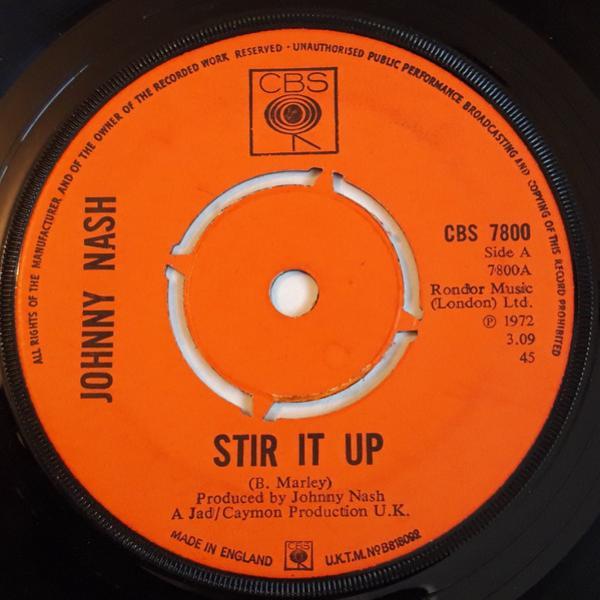 ALL RIGHTS OF THE MANUFACTURER AND OF THE OWNER OF THE RECORDED WORK RESERVED · UNAUTHORISED PUBLIC PERFORMANCE BROADCASTING AND COPYING OF THIS RECORD PROHIBITED
CBS
JOHNNY NASH
CBS 7800
Side A
7800A
Rondor Music
(London) Ltd.
℗ 1972
3.09
45
STIR IT UP
(B. Marley)
Produced by Johnny Nash
A Jad/Caymon Production U.K.
MADE IN ENGLAND CBS U.K.T.M. Nº B815092